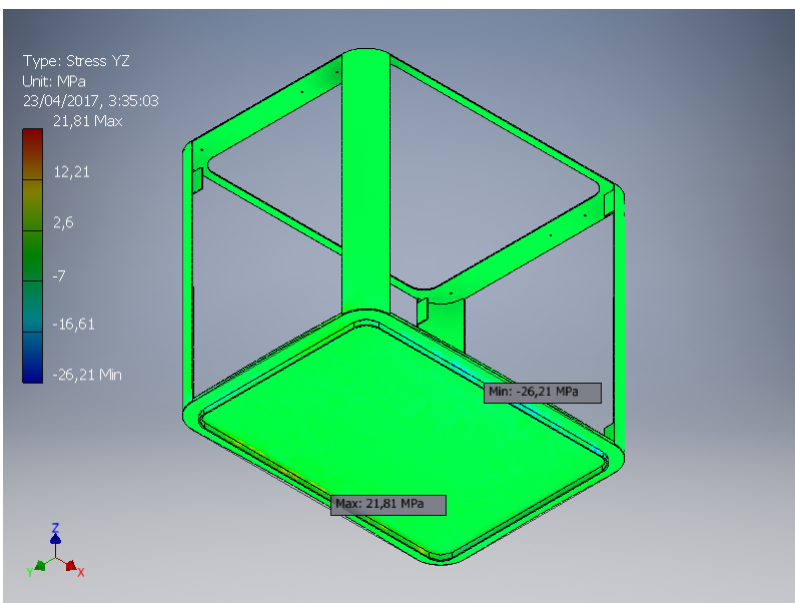 Type: Stress YZ
Unit: MPa
23/04/2017, 3:35:03
21,81 Max
12,21
2,6
-7
-16,61
-26,21 Min
Min: -26,21 MPa
Max: 21,81 MPa
Z
Y
X